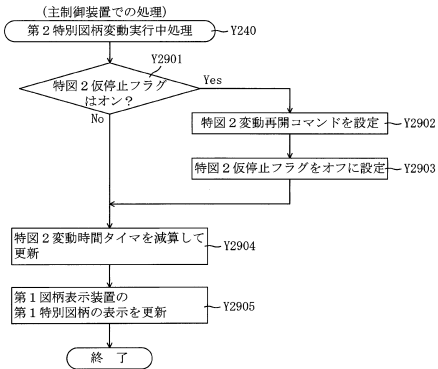 (主制御装置での処理)
第2特別図柄変動実行中処理
Y240
Y2901
特図2仮停止フラグ
はオン?
Yes
No
特図2変動再開コマンドを設定
Y2902
特図2仮停止フラグをオフに設定
Y2903
特図2変動時間タイマを減算して
更新
Y2904
第1図柄表示装置の
第1特別図柄の表示を更新
Y2905
終 了